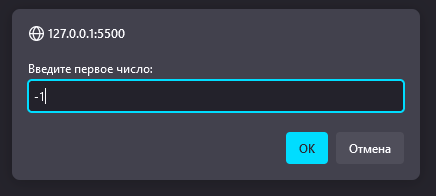 127.0.0.1:5500
Введите первое число:
-1
OK
Отмена